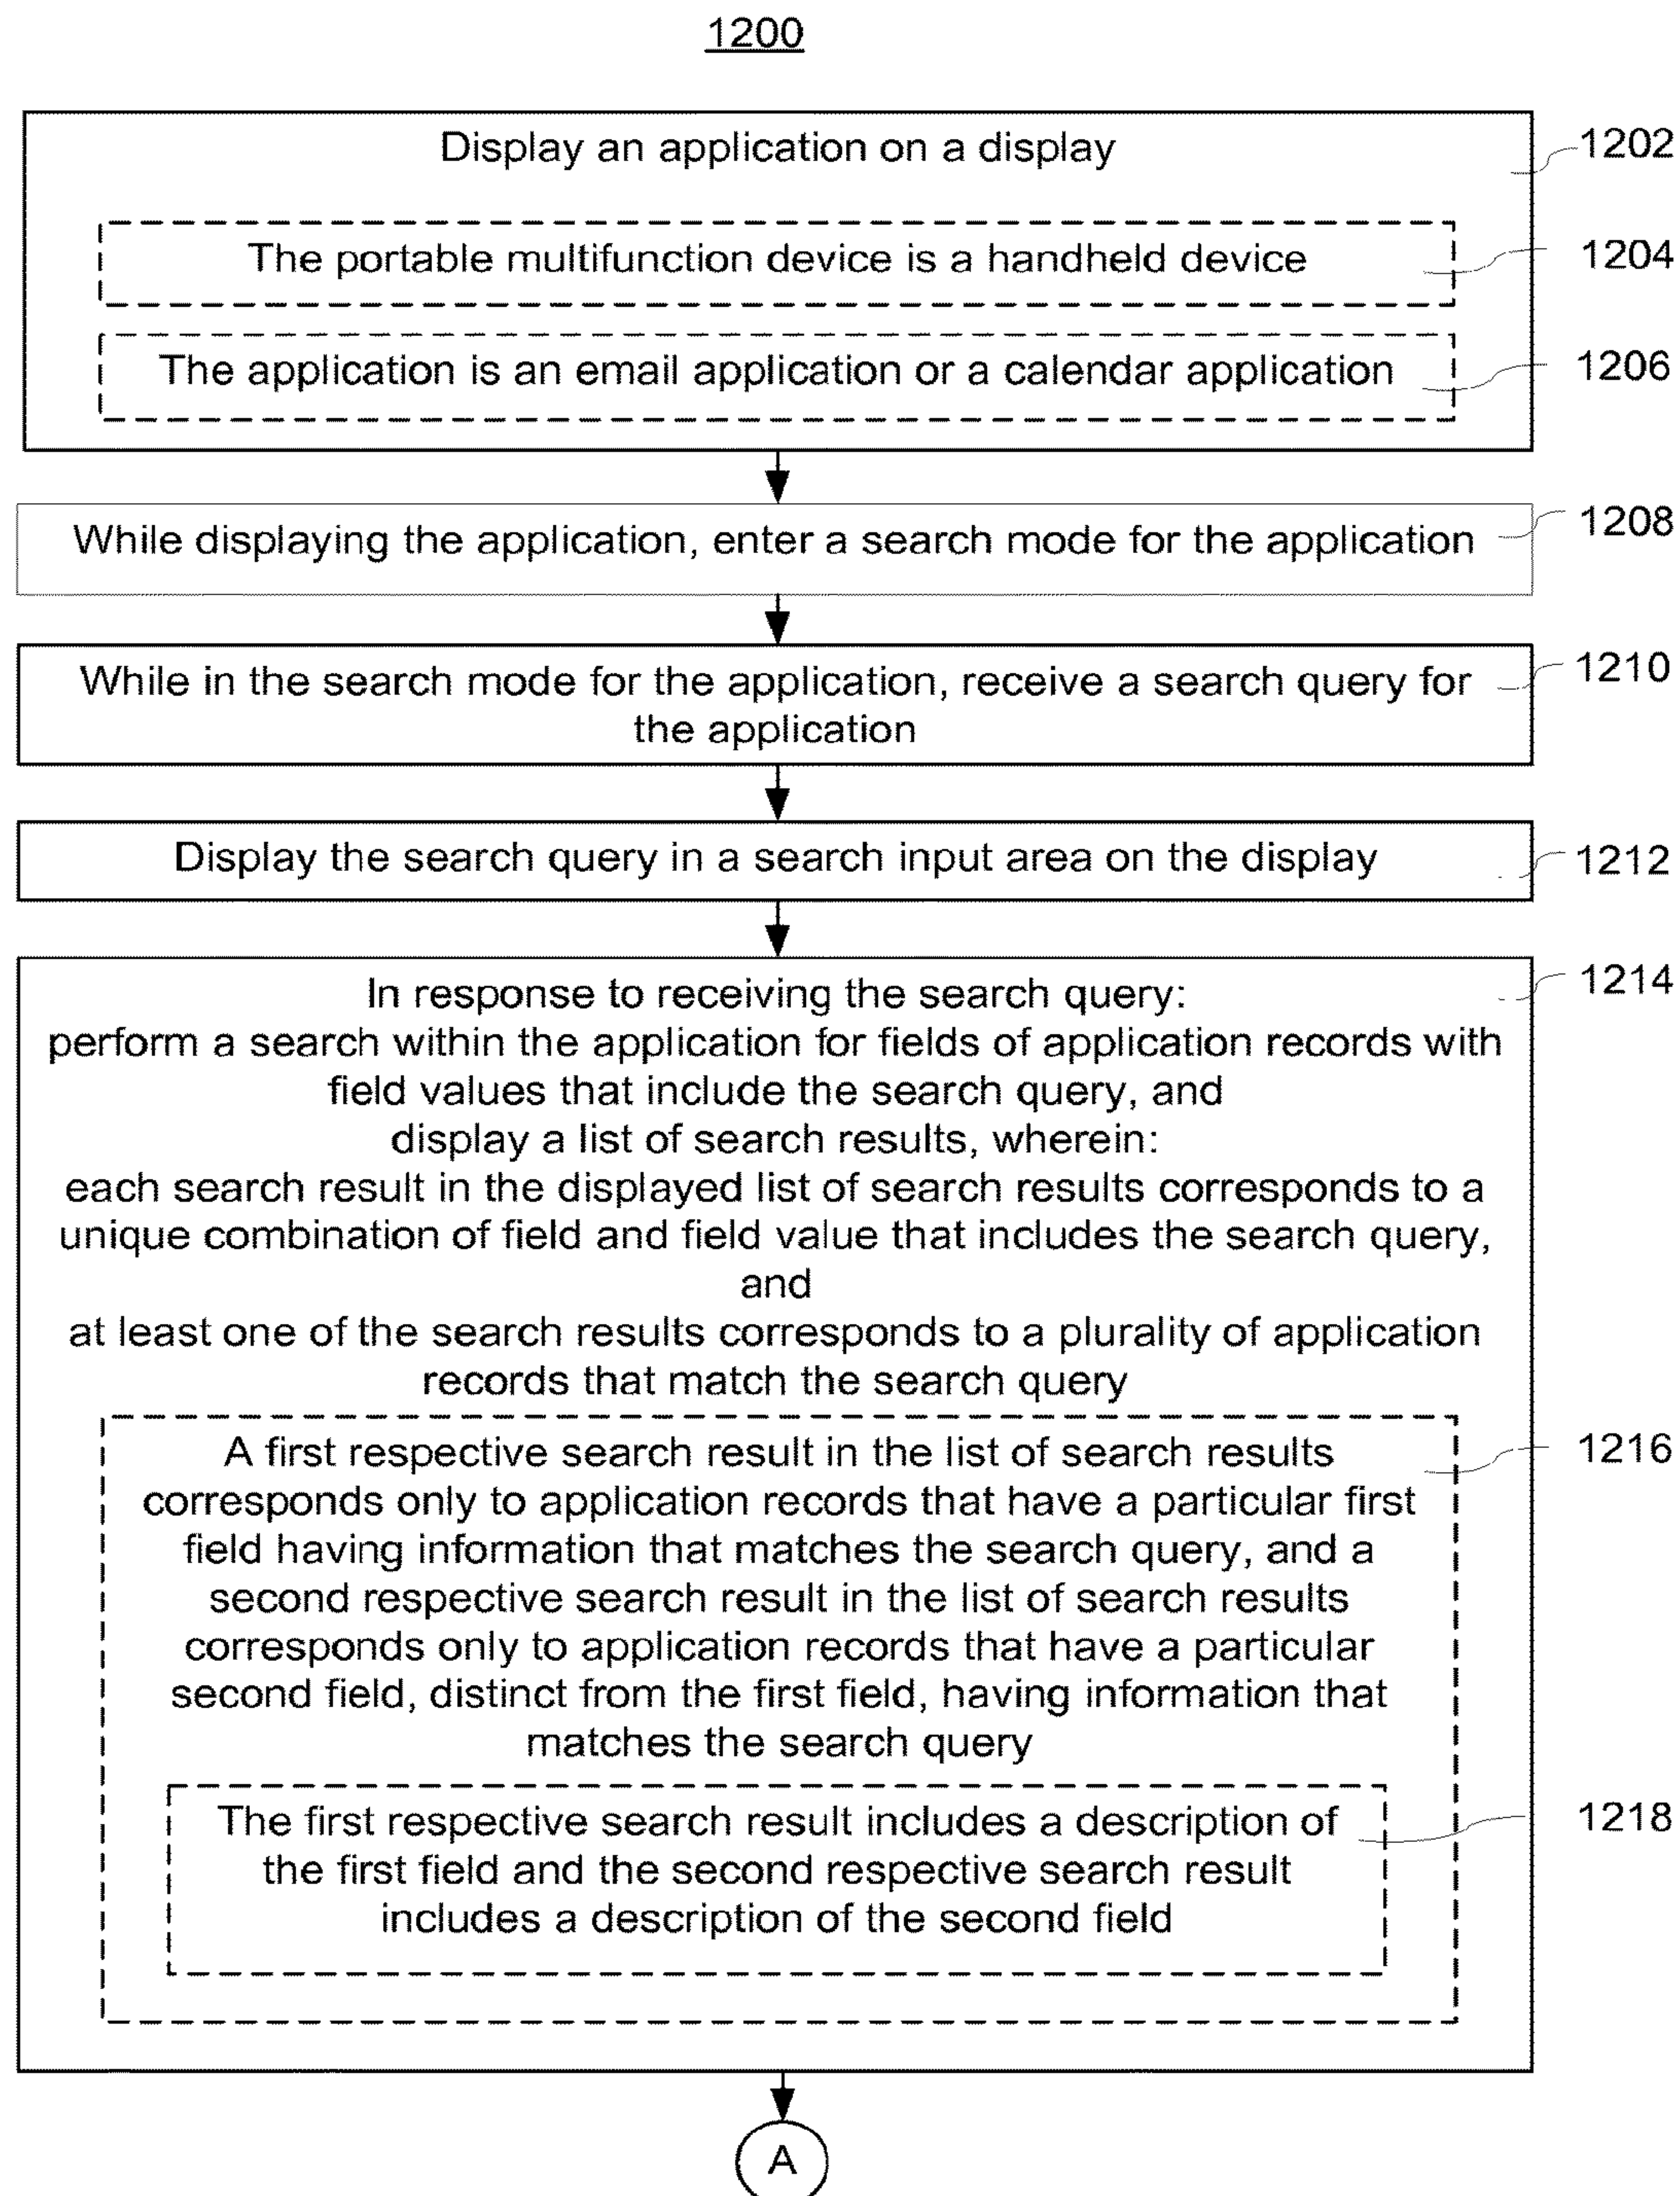 1200
Display an application on a display
1202
The portable multifunction device is a handheld device
1204
The application is an email application or a calendar application
1206
While displaying the application, enter a search mode for the application
1208
While in the search mode for the application, receive a search query for
the application
1210
Display the search query in a search input area on the display
1212
In response to receiving the search query:
1214
perform a search within the application for fields of application records with
field values that include the search query, and
display a list of search results, wherein:
each search result in the displayed list of search results corresponds to a
unique combination of field and field value that includes the search query,
and
at least one of the search results corresponds to a plurality of application
records that match the search query
A first respective search result in the list of search results
1216
corresponds only to application records that have a particular first
field having information that matches the search query, and a
second respective search result in the list of search results
corresponds only to application records that have a particular
second field, distinct from the first field, having information that
matches the search query
The first respective search result includes a description of
1218
the first field and the second respective search result
includes a description of the second field
A